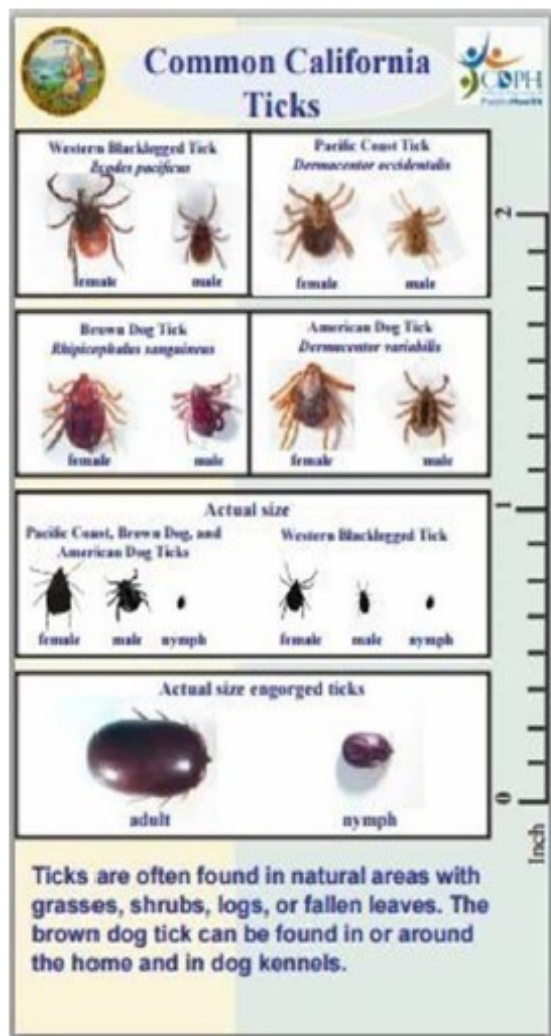 Common California
Ticks
CDPH
PublicHealth
Western Blacklegged Tick
Ixodes pacificus
female
male
Pacific Coast Tick
Dermacentor occidentalis
female
male
Brown Dog Tick
Rhipicephalus sanguineus
female
male
American Dog Tick
Dermacentor variabilis
female
male
Actual size
Pacific Coast, Brown Dog, and
American Dog Ticks
female
male
nymph
Western Blacklegged Tick
female
male
nymph
Actual size engorged ticks
adult
nymph
2
1
0
Inch
Ticks are often found in natural areas with
grasses, shrubs, logs, or fallen leaves. The
brown dog tick can be found in or around
the home and in dog kennels.